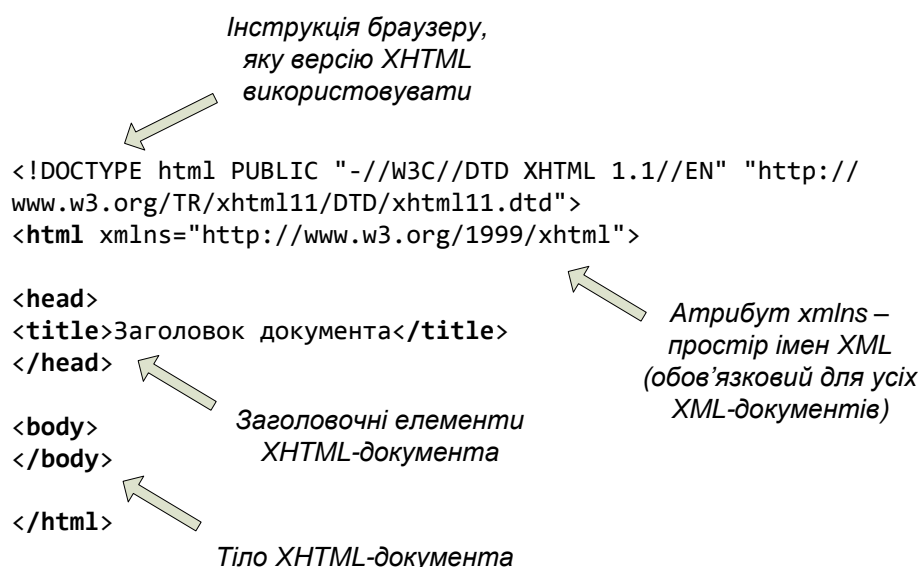 Інструкція браузеру,
яку версію XHTML
використовувати
<!DOCTYPE html PUBLIC "-//W3C//DTD XHTML 1.1//EN" "http://
www.w3.org/TR/xhtml11/DTD/xhtml11.dtd">
<html xmlns="http://www.w3.org/1999/xhtml">
<head>
<title>Заголовок документа</title>
</head>
Атрибут xmlns –
простір імен XML
(обов’язковий для усіх
XML-документів)
Заголовочні елементи
XHTML-документа
<body>
</body>
</html>
Тіло XHTML-документа